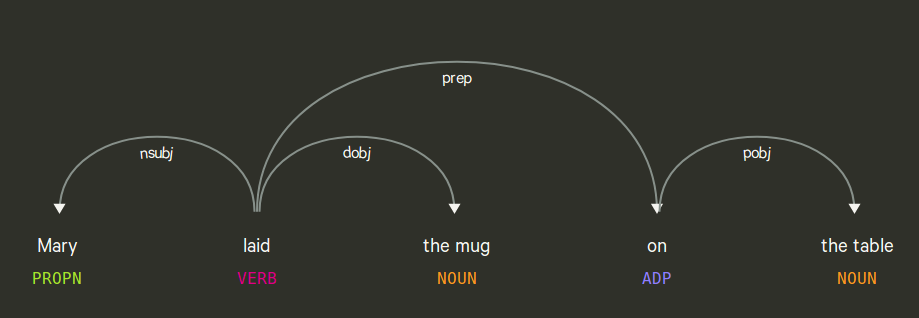 prep
nsubj dobj pobj
Mary laid the mug on the table
PROPN VERB NOUN ADP NOUN